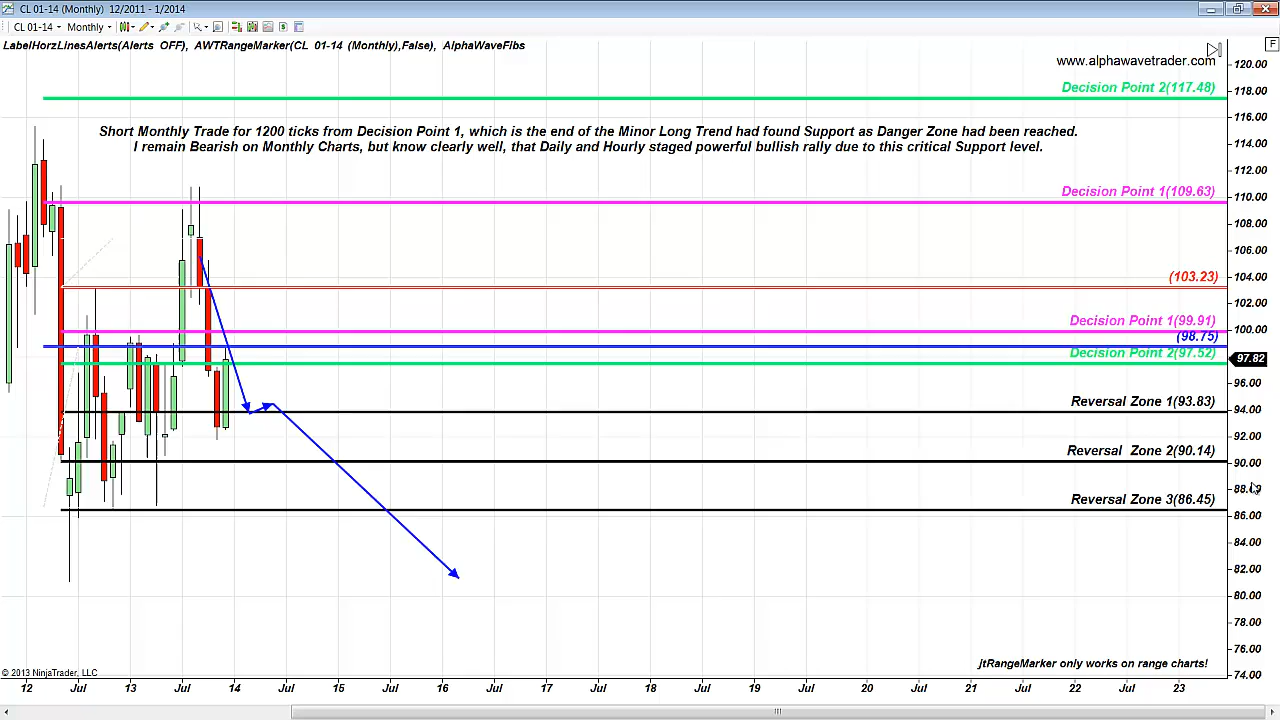 CL 01-14 (Monthly) 12/2011 - 1/2014
CL 01-14 Monthly
LabelHorzLinesAlerts(Alerts OFF), AWTRangeMarker(CL 01-14 (Monthly),False), AlphaWaveFibs
F
www.alphawavetrader.com
120.00
Decision Point 2(117.48)
118.00
116.00
Short Monthly Trade for 1200 ticks from Decision Point 1, which is the end of the Minor Long Trend had found Support as Danger Zone had been reached.
I remain Bearish on Monthly Charts, but know clearly well, that Daily and Hourly staged powerful bullish rally due to this critical Support level.
114.00
112.00
Decision Point 1(109.63)
110.00
108.00
106.00
(103.23)
104.00
102.00
Decision Point 1(99.91)
100.00
(98.75)
Decision Point 2(97.52)
97.82
96.00
Reversal Zone 1(93.83)
94.00
92.00
Reversal Zone 2(90.14)
90.00
Reversal Zone 3(86.45)
86.00
84.00
82.00
80.00
78.00
76.00
jtRangeMarker only works on range charts!
74.00
© 2013 NinjaTrader, LLC
12 Jul 13 Jul 14 Jul 15 Jul 16 Jul 17 Jul 18 Jul 19 Jul 20 Jul 21 Jul 22 Jul 23